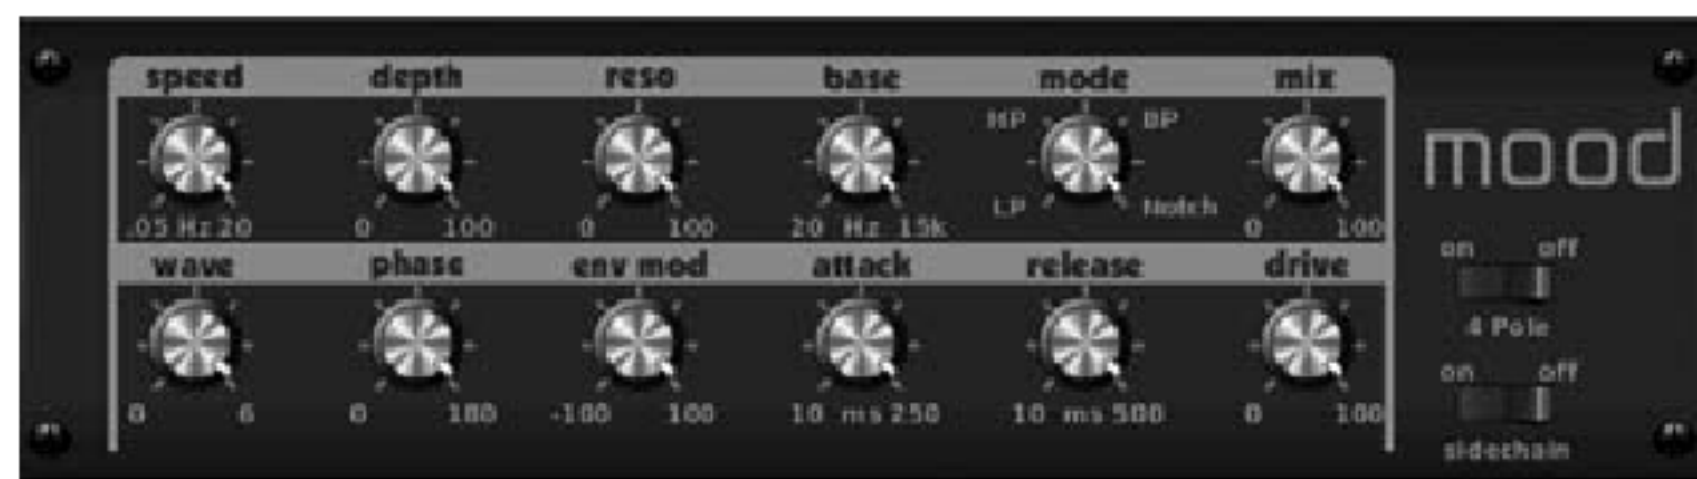 speed depth reso base mode mix
HP BP
LP Notch
.05 Hz 20 0 100 0 100 20 Hz 15k 0 100
mood
wave phase env mod attack release drive
on off
4 Pole
0 6 0 180 -100 100 10 ms 250 10 ms 500 0 100
on off
sidechain